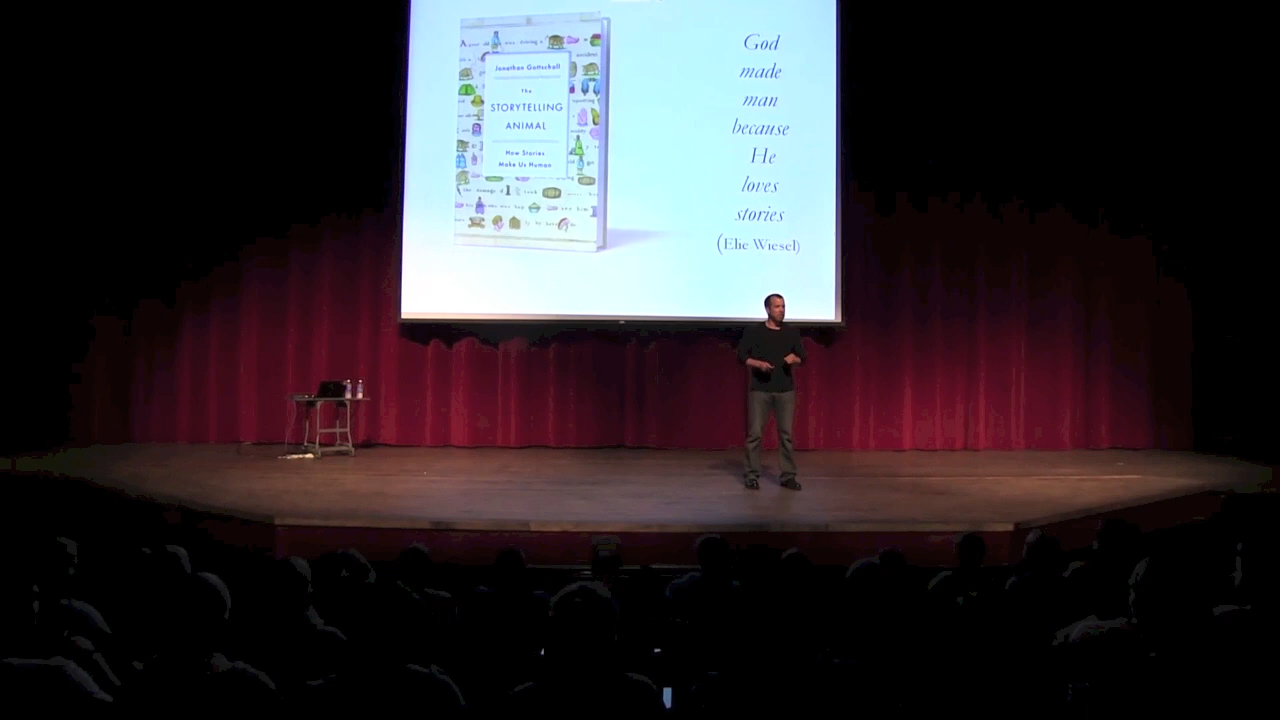 Jonathan Gottschall
the
STORYTELLING
ANIMAL
How Stories
Make Us Human
God
made
man
because
He
loves
stories
(Elie Wiesel)